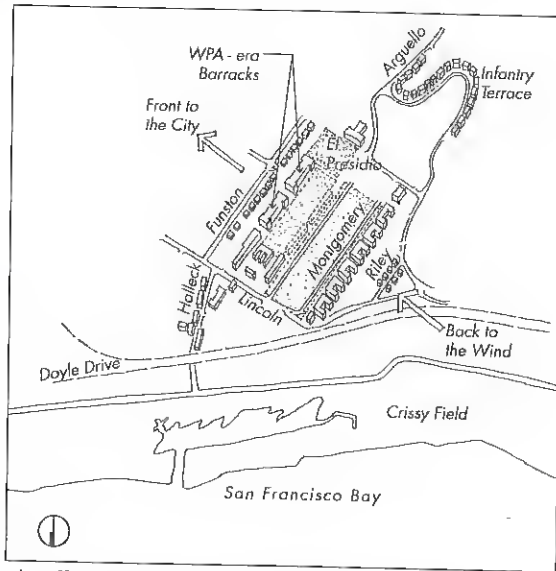 Arguello
WPA - era
Barracks
Infantry
Terrace
Front to
the City
El
Presidio
Funston
Montgomery
Riley
Halleck
Lincoln
Back to
the Wind
Doyle Drive
Crissy Field
San Francisco Bay